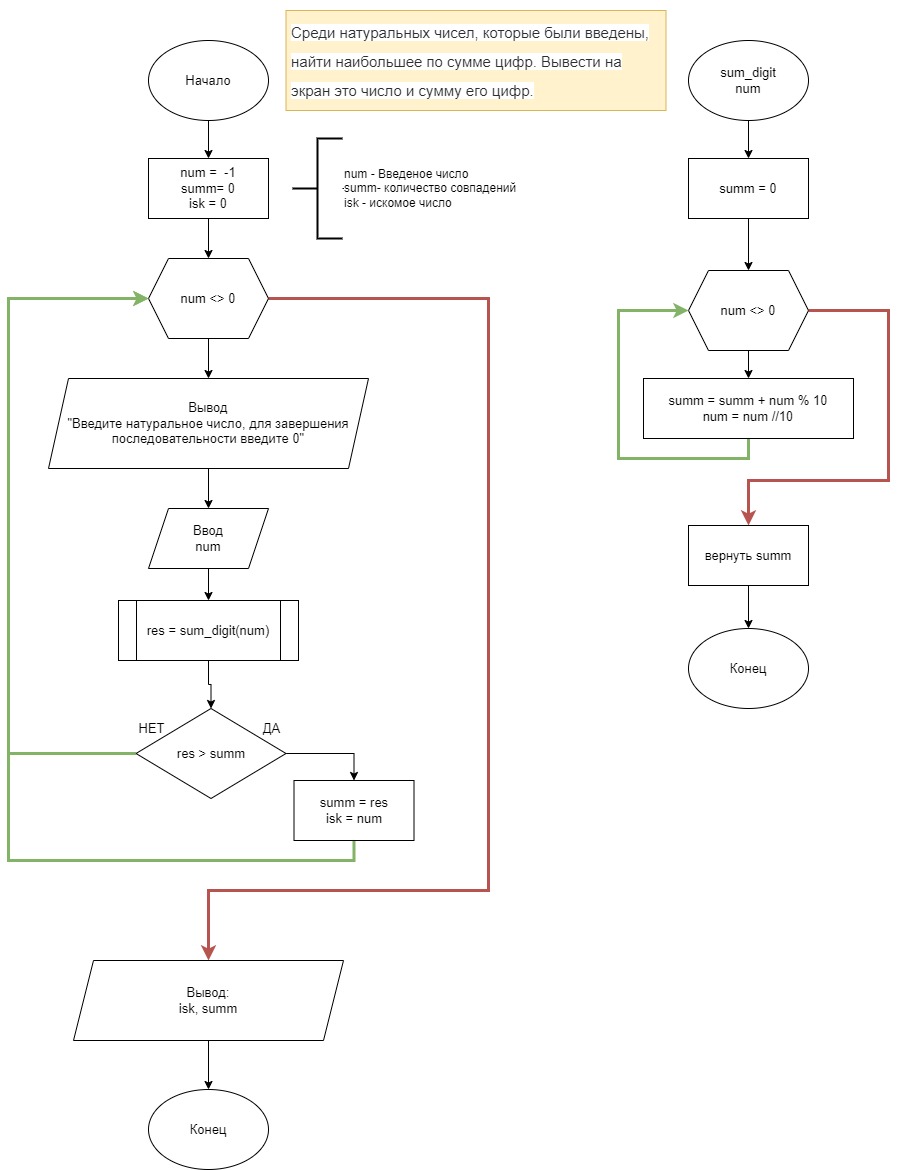 Среди натуральных чисел, которые были введены,
найти наибольшее по сумме цифр. Вывести на
экран это число и сумму его цифр.
Начало
num = -1
summ= 0
isk = 0
num - Введеное число
-summ- количество совпадений
isk - искомое число
num <> 0
Вывод
"Введите натуральное число, для завершения
последовательности введите 0"
Ввод
num
res = sum_digit(num)
НЕТ
ДА
res > summ
summ = res
isk = num
Вывод:
isk, summ
Конец
sum_digit
num
summ = 0
num <> 0
summ = summ + num % 10
num = num //10
вернуть summ
Конец